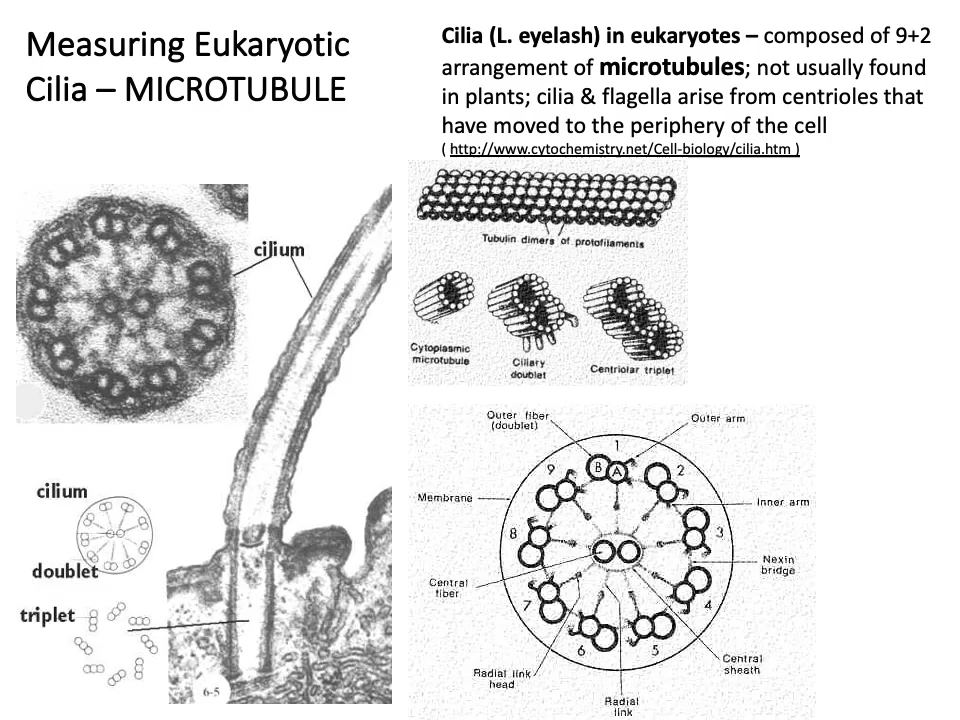 Measuring Eukaryotic
Cilia – MICROTUBULE
Cilia (L. eyelash) in eukaryotes – composed of 9+2
arrangement of microtubules; not usually found
in plants; cilia & flagella arise from centrioles that
have moved to the periphery of the cell
( http://www.cytochemistry.net/Cell-biology/cilia.htm )
cilium
cilium
doublet
triplet
6-5
Tubulin dimers of protofilaments
Cytoplasmic
microtubule
Ciliary
doublet
Centriolar triplet
Outer fiber
(doublet)
Outer arm
1
B A
9
2
Membrane
Inner arm
8
3
Nexin
bridge
Central
fiber
7
4
6
5
Central
sheath
Radial link
head
Radial
link